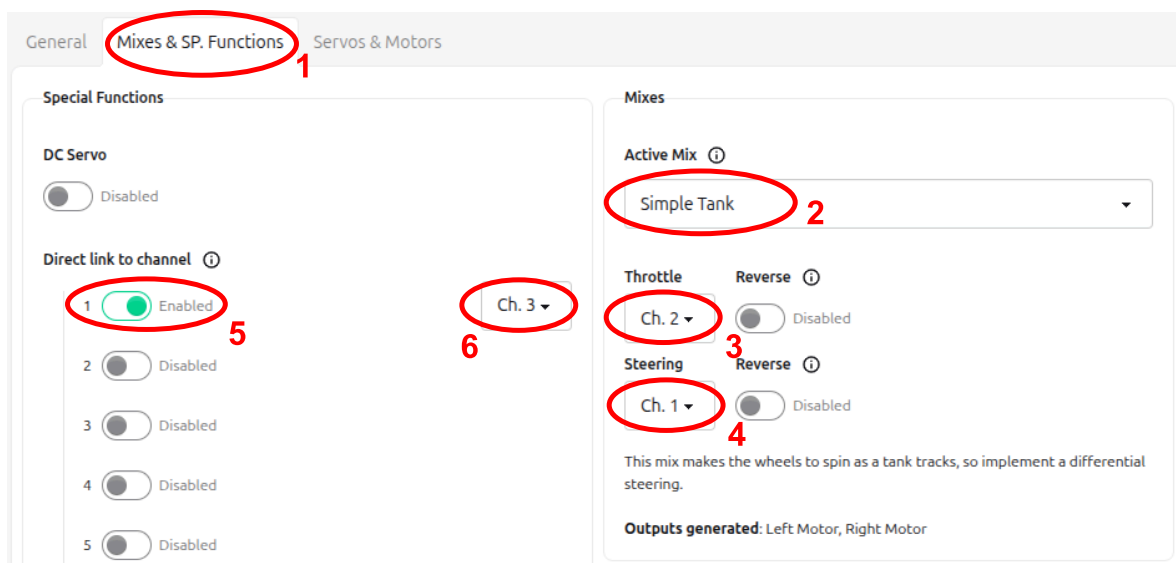 General Mixes & SP. Functions Servos & Motors
1
Special Functions
DC Servo
Disabled
Direct link to channel
1 Enabled Ch. 3
5 6
2 Disabled
3 Disabled
4 Disabled
5 Disabled
Mixes
Active Mix
Simple Tank 2
Throttle Reverse
Ch. 2 Disabled
3
Steering Reverse
Ch. 1 Disabled
4
This mix makes the wheels to spin as a tank tracks, so implement a differential
steering.
Outputs generated: Left Motor, Right Motor